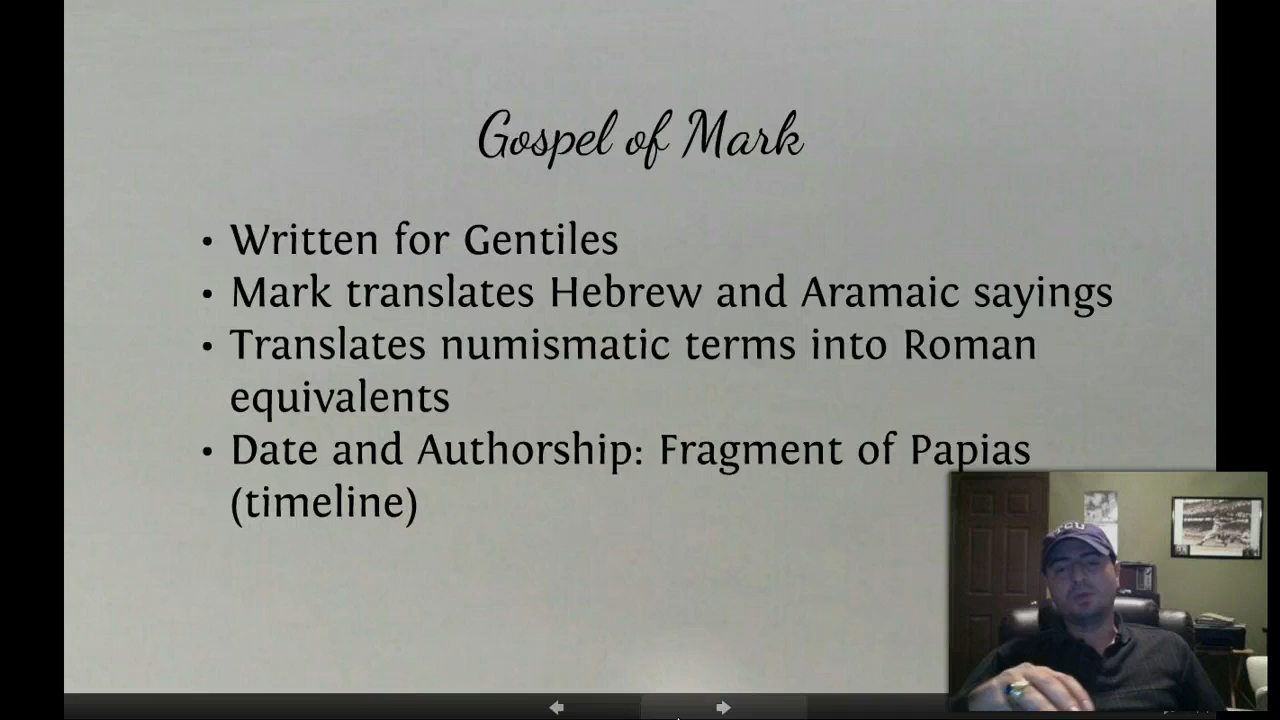 Gospel of Mark
• Written for Gentiles
• Mark translates Hebrew and Aramaic sayings
• Translates numismatic terms into Roman
equivalents
• Date and Authorship: Fragment of Papias
(timeline)
TCU